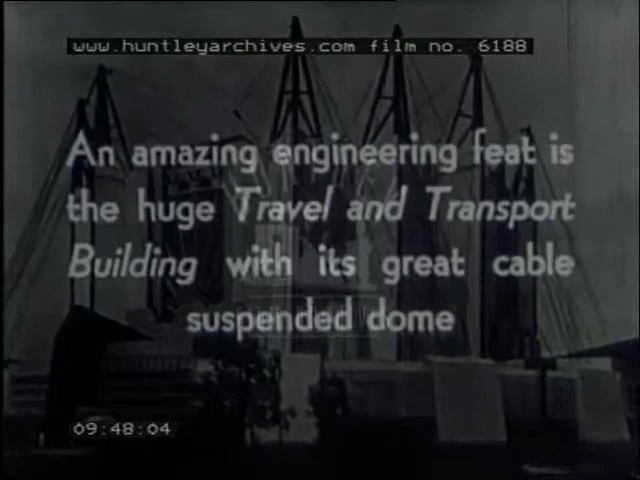 www.huntleyarchives.com film no. 6188
An amazing engineering feat is
the huge Travel and Transport
Building with its great cable
suspended dome
09:48:04